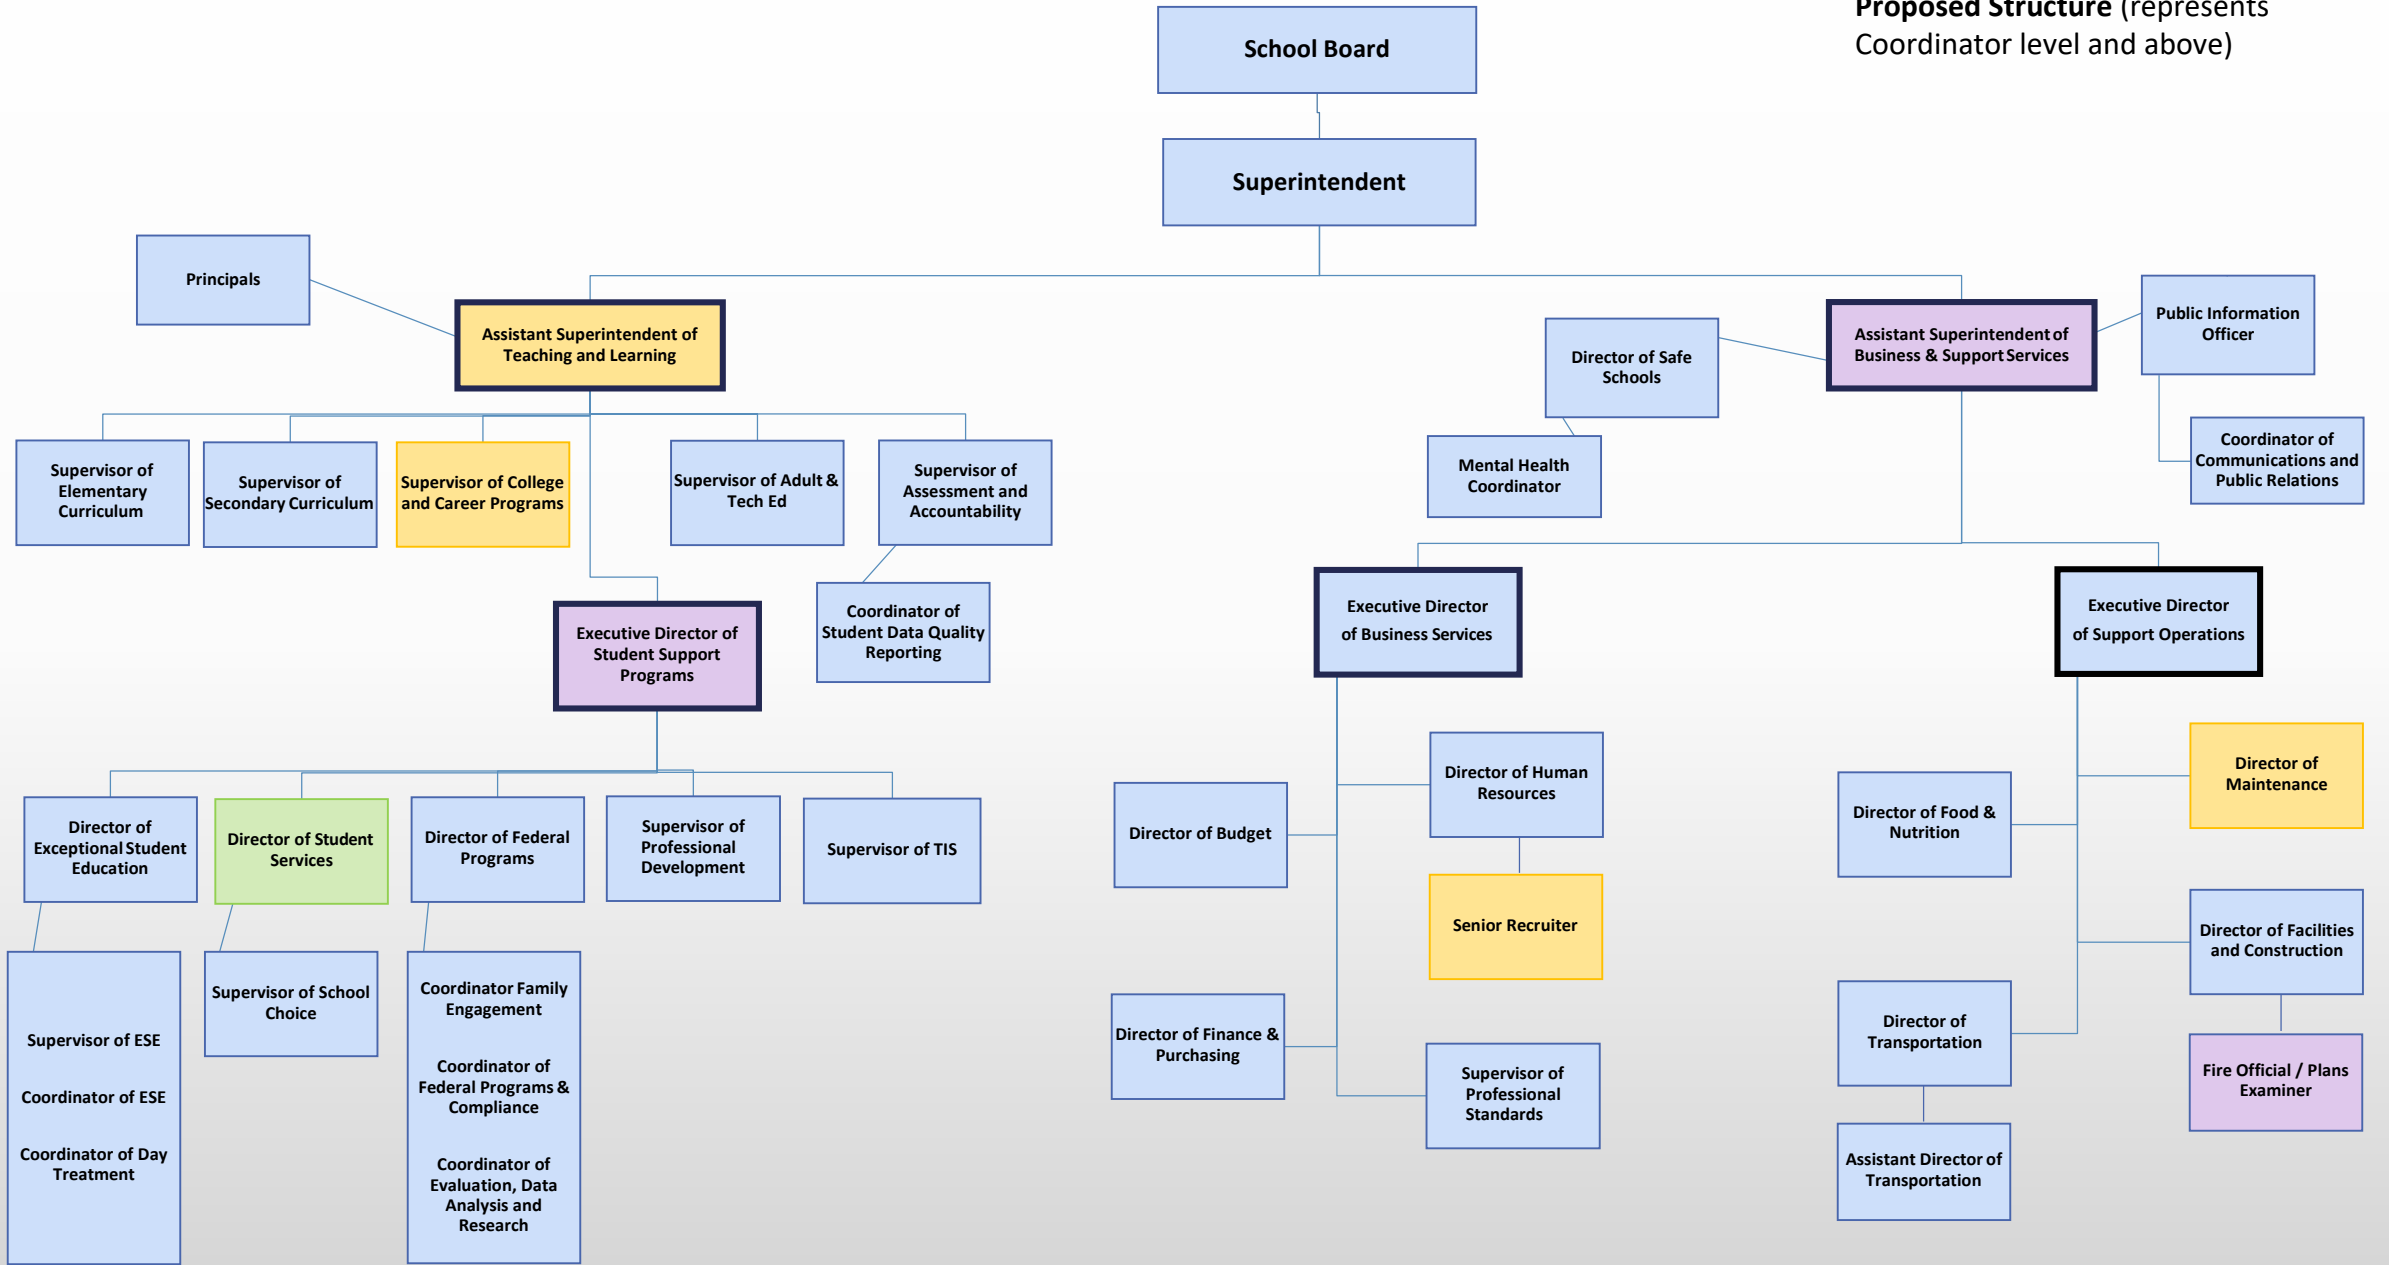 Proposed Structure (represents
Coordinator level and above)
School Board
Superintendent
Principals
Assistant Superintendent of
Teaching and Learning
Director of Safe
Schools
Assistant Superintendent of
Business & Support Services
Public Information
Officer
Mental Health
Coordinator
Coordinator of
Communications and
Public Relations
Supervisor of
Elementary
Curriculum
Supervisor of
Secondary Curriculum
Supervisor of College
and Career Programs
Supervisor of Adult &
Tech Ed
Supervisor of
Assessment and
Accountability
Coordinator of
Student Data Quality
Reporting
Executive Director of
Student Support
Programs
Executive Director
of Business Services
Executive Director
of Support Operations
Director of
Exceptional Student
Education
Director of Student
Services
Director of Federal
Programs
Supervisor of
Professional
Development
Supervisor of TIS
Supervisor of ESE
Coordinator of ESE
Coordinator of Day
Treatment
Supervisor of School
Choice
Coordinator Family
Engagement
Coordinator of
Federal Programs &
Compliance
Coordinator of
Evaluation, Data
Analysis and
Research
Director of Budget
Director of Human
Resources
Senior Recruiter
Director of Finance &
Purchasing
Supervisor of
Professional
Standards
Director of Food &
Nutrition
Director of
Maintenance
Director of Facilities
and Construction
Director of
Transportation
Fire Official / Plans
Examiner
Assistant Director of
Transportation